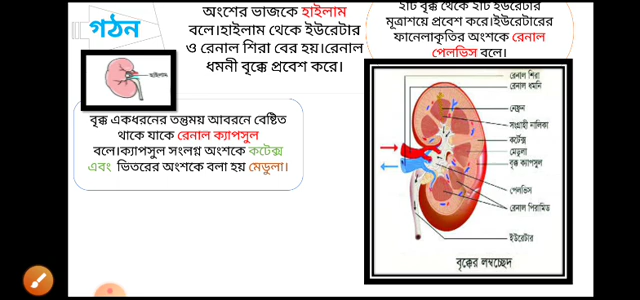 গঠন
হাইলাম
অংশের ভাজকে হাইলাম
বলে।হাইলাম থেকে ইউরেটার
ও রেনাল শিরা বের হয়।রেনাল
ধমনী বৃক্কে প্রবেশ করে।
২টি বৃক্ক থেকে ২টি ইউরেটার
মূত্রাশয়ে প্রবেশ করে।ইউরেটারের
ফানেলাকৃতির অংশকে রেনাল
পেলভিস বলে।
বৃক্ক একধরনের তন্তুময় আবরনে বেষ্টিত
থাকে যাকে রেনাল ক্যাপসুল
বলে।ক্যাপসুল সংলগ্ন অংশকে কটেক্স
এবং ভিতরের অংশকে বলা হয় মেডুলা।
রেনাল শিরা
রেনাল ধমনি
নেফ্রন
সংগ্রাহী নালিকা
কর্টেক্স
মেডুলা
বৃক্ক ক্যাপসুল
পেলভিস
রেনাল পিরামিড
ইউরেটার
বৃক্কের লম্বচ্ছেদ